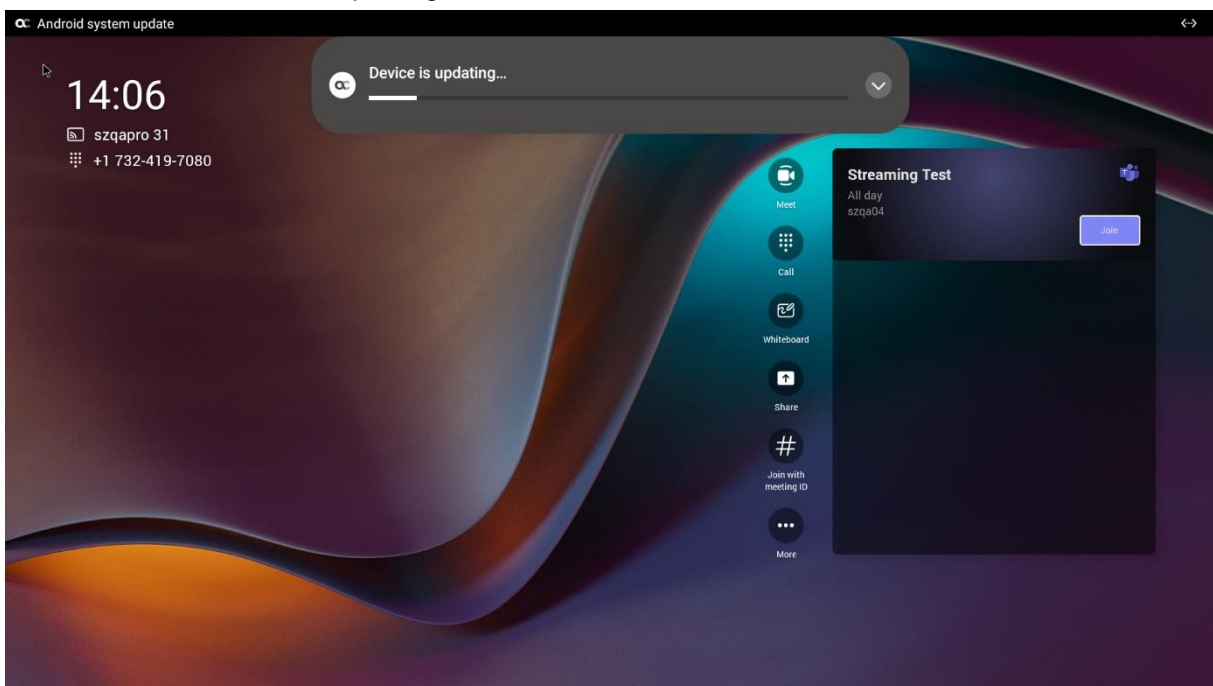 Android system update
Device is updating...
14:06
szqapro 31
+1 732-419-7080
Meet
Call
Whiteboard
Share
Join with
meeting ID
More
Streaming Test
All day
szqa04
Join